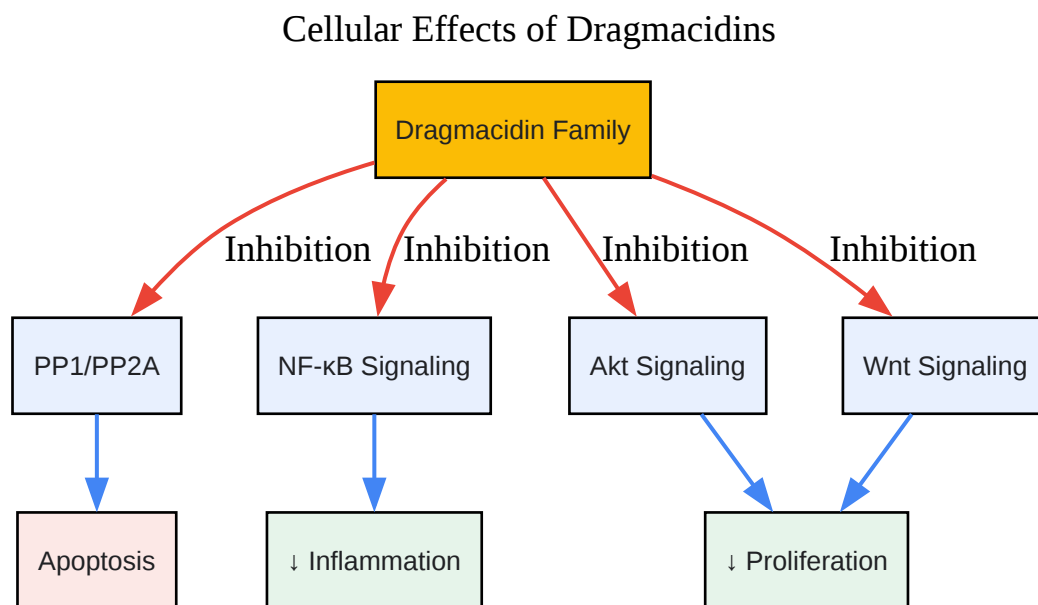 Cellular Effects of Dragmacidins
Dragmacidin Family
Inhibition
Inhibition
Inhibition
Inhibition
PP1/PP2A
NF-κB Signaling
Akt Signaling
Wnt Signaling
Apoptosis
↓ Inflammation
↓ Proliferation